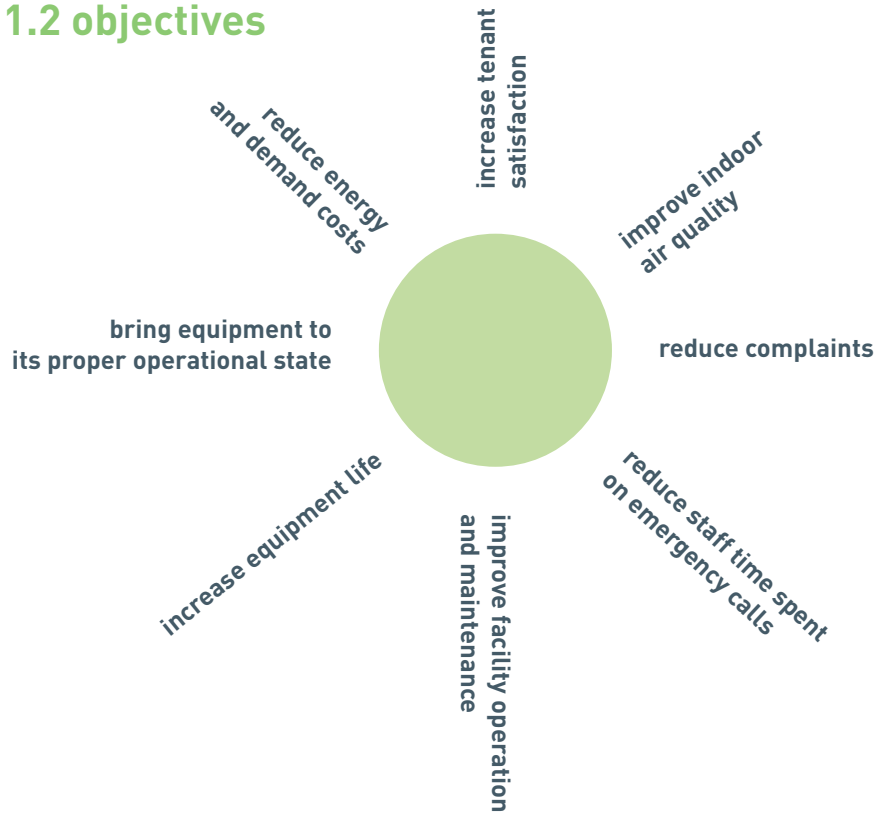 1.2 objectives
increase tenant
satisfaction
improve indoor
air quality
reduce complaints
reduce staff time spent
on emergency calls
improve facility operation
and maintenance
increase equipment life
bring equipment to
its proper operational state
reduce energy
and demand costs